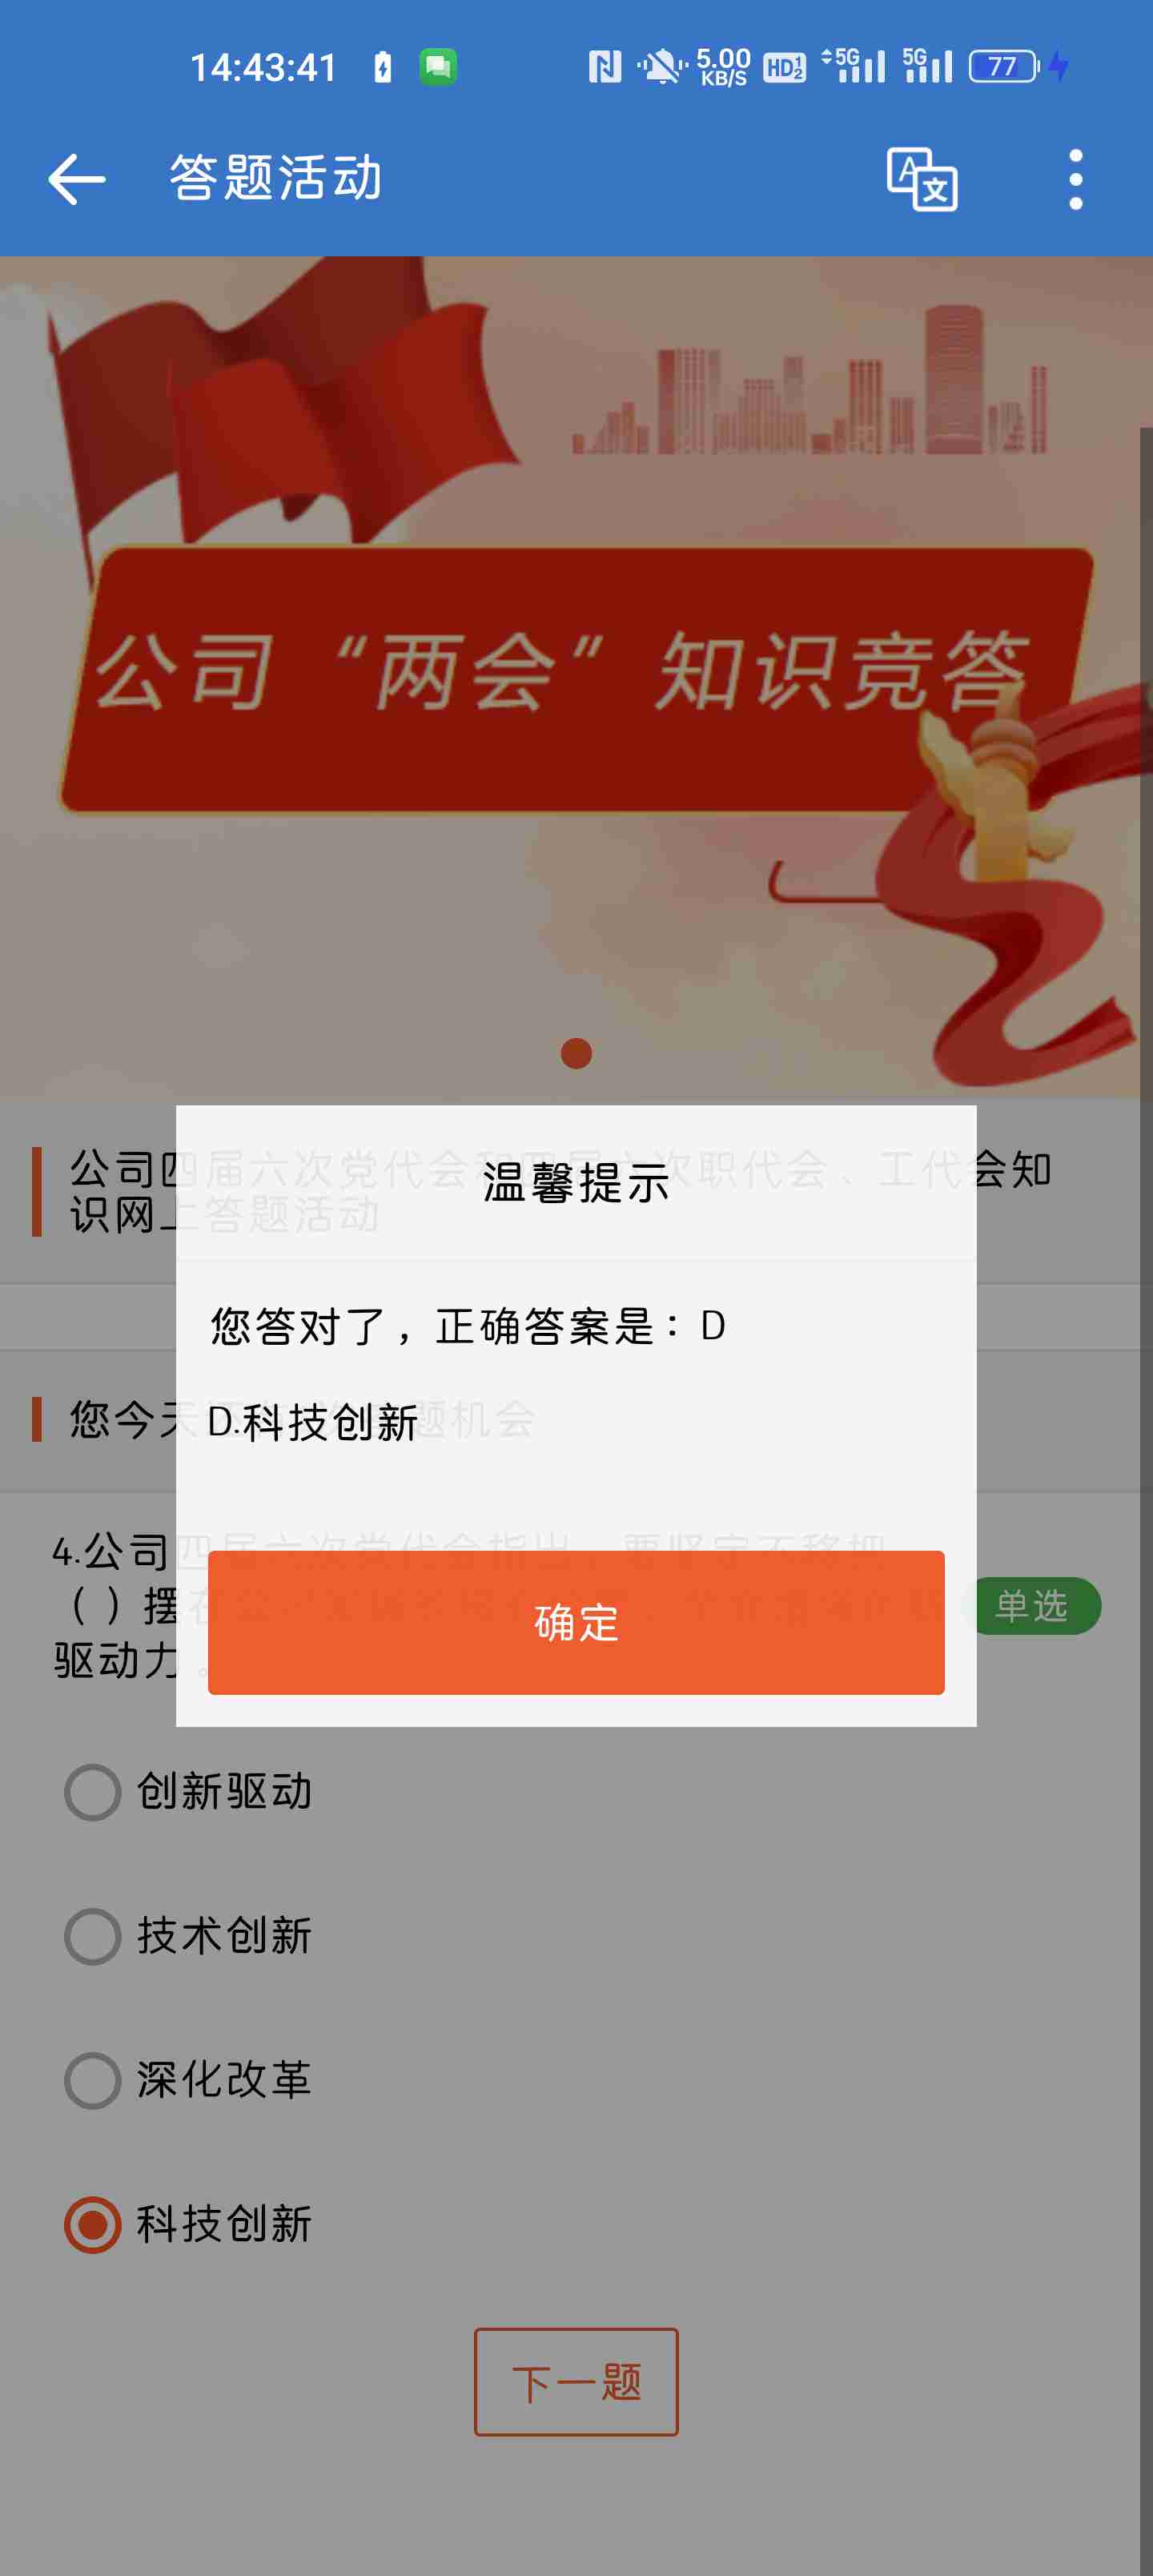 14:43:41
5.00
KB/S
HD
5G
5G
77
答题活动
公司“两会”知识竞答
公司四届六次党代会和四届六次职代会、工代会知
识网上答题活动
温馨提示
您答对了，正确答案是：D
您今天
题机会
D.科技创新
4.公司四届六次党代会指出，要坚定不移把
（）摆在
驱动力。
单选
确定
创新驱动
技术创新
深化改革
科技创新
下一题